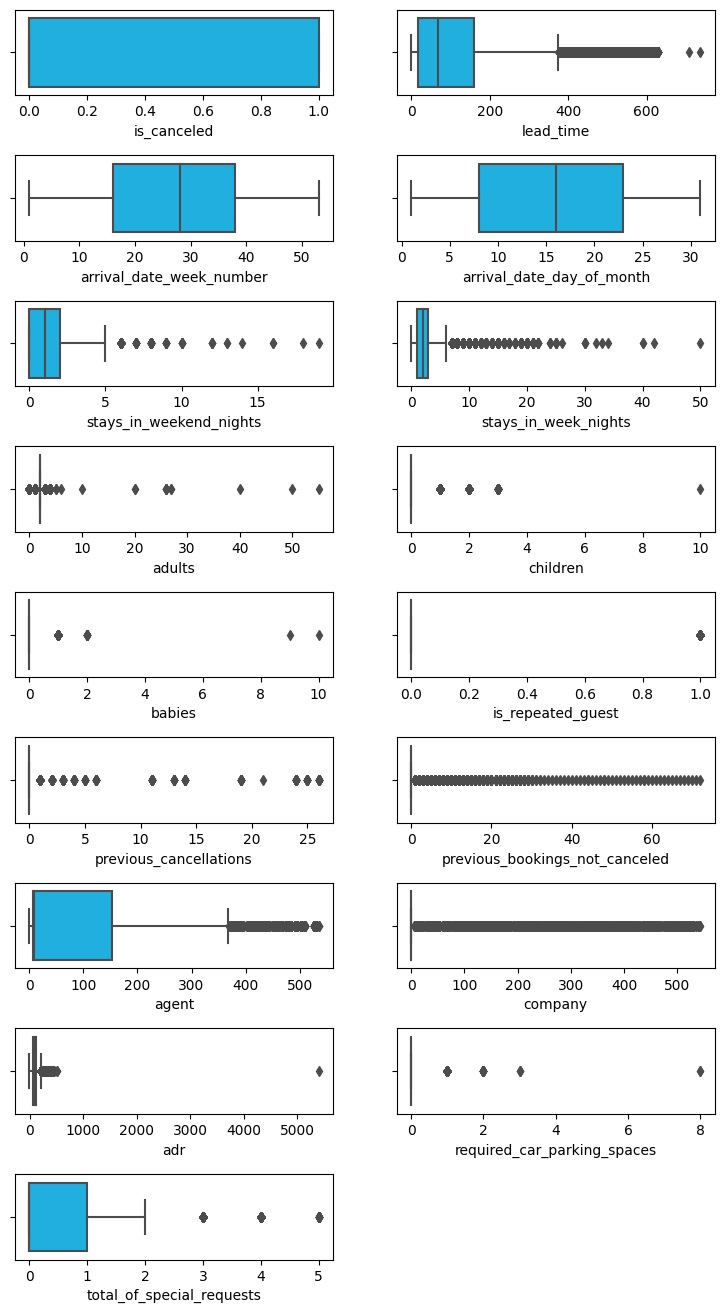 0.0 0.2 0.4 0.6 0.8 1.0
is_canceled
0 200 400 600
lead_time
0 10 20 30 40 50
arrival_date_week_number
0 5 10 15 20 25 30
arrival_date_day_of_month
0 5 10 15
stays_in_weekend_nights
0 10 20 30 40 50
stays_in_week_nights
0 10 20 30 40 50
adults
0 2 4 6 8 10
children
0 2 4 6 8 10
babies
0.0 0.2 0.4 0.6 0.8 1.0
is_repeated_guest
0 5 10 15 20 25
previous_cancellations
0 20 40 60
previous_bookings_not_canceled
0 100 200 300 400 500
agent
0 100 200 300 400 500
company
0 1000 2000 3000 4000 5000
adr
0 2 4 6 8
required_car_parking_spaces
0 1 2 3 4 5
total_of_special_requests